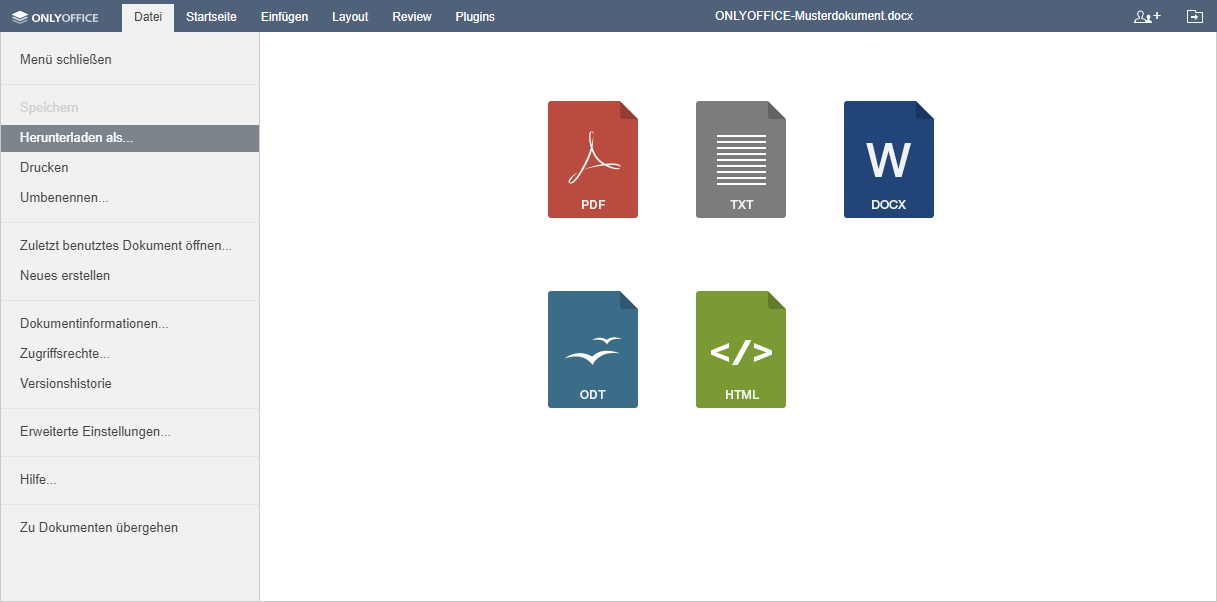 ONLYOFFICE
Datei Startseite Einfügen Layout Review Plugins
ONLYOFFICE-Musterdokument.docx
Menü schließen
Speichern
Herunterladen als...
Drucken
Umbenennen...
Zuletzt benutztes Dokument öffnen...
Neues erstellen
Dokumentinformationen...
Zugriffsrechte...
Versionshistorie
Erweiterte Einstellungen...
Hilfe...
Zu Dokumenten übergehen
PDF
TXT
W
DOCX
ODT
</>
HTML